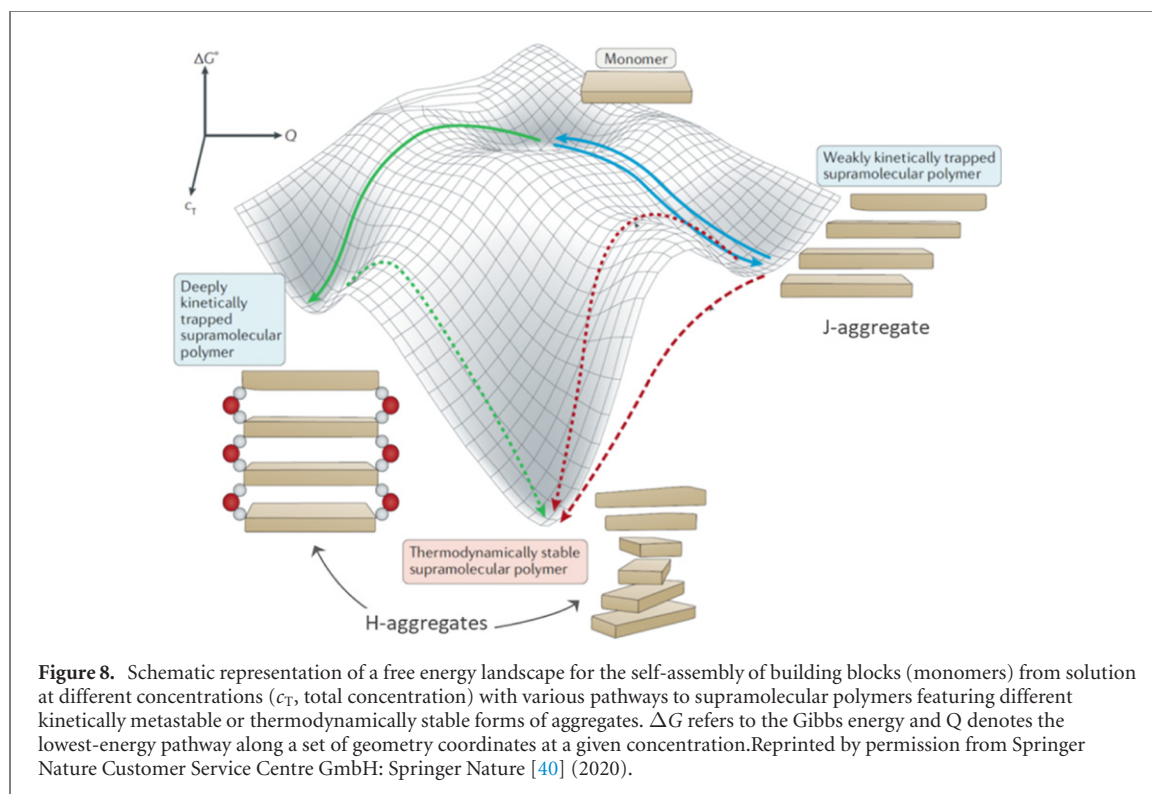 ΔG°
Q
cT
Monomer
Weakly kinetically trapped
supramolecular polymer
J-aggregate
Deeply
kinetically
trapped
supramolecular
polymer
Thermodynamically stable
supramolecular polymer
H-aggregates
Figure 8. Schematic representation of a free energy landscape for the self-assembly of building blocks (monomers) from solution
at different concentrations (cT, total concentration) with various pathways to supramolecular polymers featuring different
kinetically metastable or thermodynamically stable forms of aggregates. ΔG refers to the Gibbs energy and Q denotes the
lowest-energy pathway along a set of geometry coordinates at a given concentration.Reprinted by permission from Springer
Nature Customer Service Centre GmbH: Springer Nature [40] (2020).